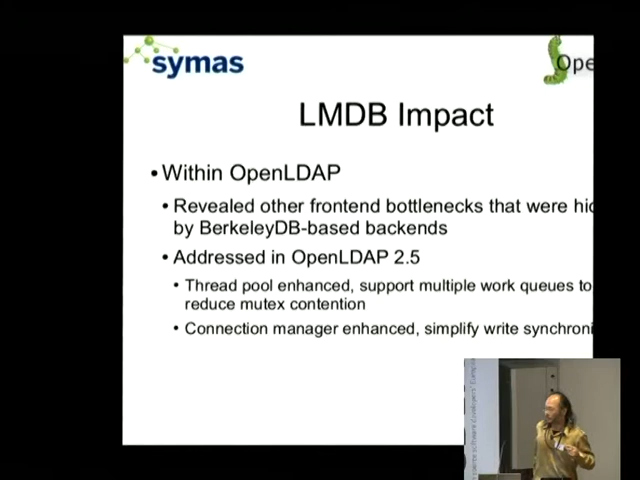 symas
Ope
LMDB Impact
• Within OpenLDAP
• Revealed other frontend bottlenecks that were hid
by BerkeleyDB-based backends
• Addressed in OpenLDAP 2.5
• Thread pool enhanced, support multiple work queues to
reduce mutex contention
• Connection manager enhanced, simplify write synchroni